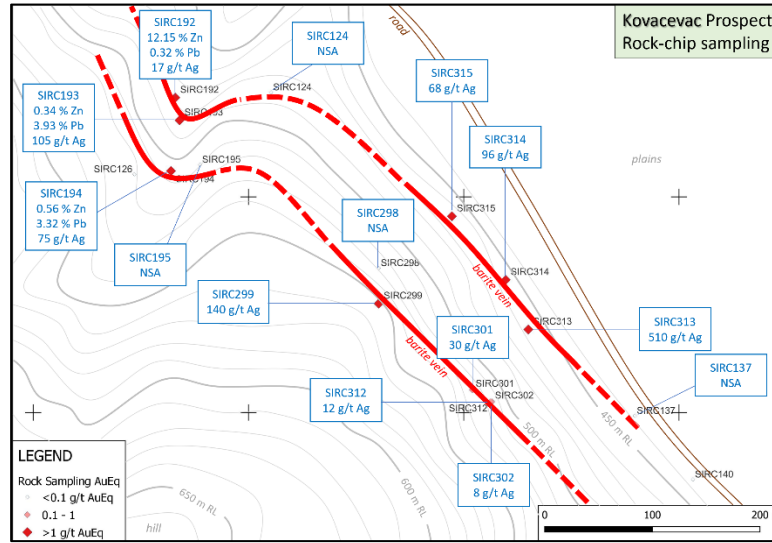 Kovacevac Prospect
Rock-chip sampling
SIRC192
12.15 % Zn
0.32 % Pb
17 g/t Ag
SIRC124
NSA
road
SIRC315
68 g/t Ag
SIRC193
0.34 % Zn
3.93 % Pb
105 g/t Ag
SIRC192
SIRC124
SIRC193
SIRC314
96 g/t Ag
plains
SIRC126
SIRC195
SIRC194
SIRC194
0.56 % Zn
3.32 % Pb
75 g/t Ag
SIRC195
NSA
SIRC298
NSA
SIRC315
SIRC298
barite vein
SIRC314
SIRC299
140 g/t Ag
SIRC299
SIRC313
SIRC313
510 g/t Ag
barite vein
SIRC301
30 g/t Ag
SIRC137
NSA
SIRC312
12 g/t Ag
SIRC301
SIRC302
SIRC312
SIRC137
450 m RL
500 m RL
SIRC302
8 g/t Ag
SIRC140
600 m RL
650 m RL
hill
LEGEND
Rock Sampling AuEq
<0.1 g/t AuEq
0.1 - 1
>1 g/t AuEq
0 100 200